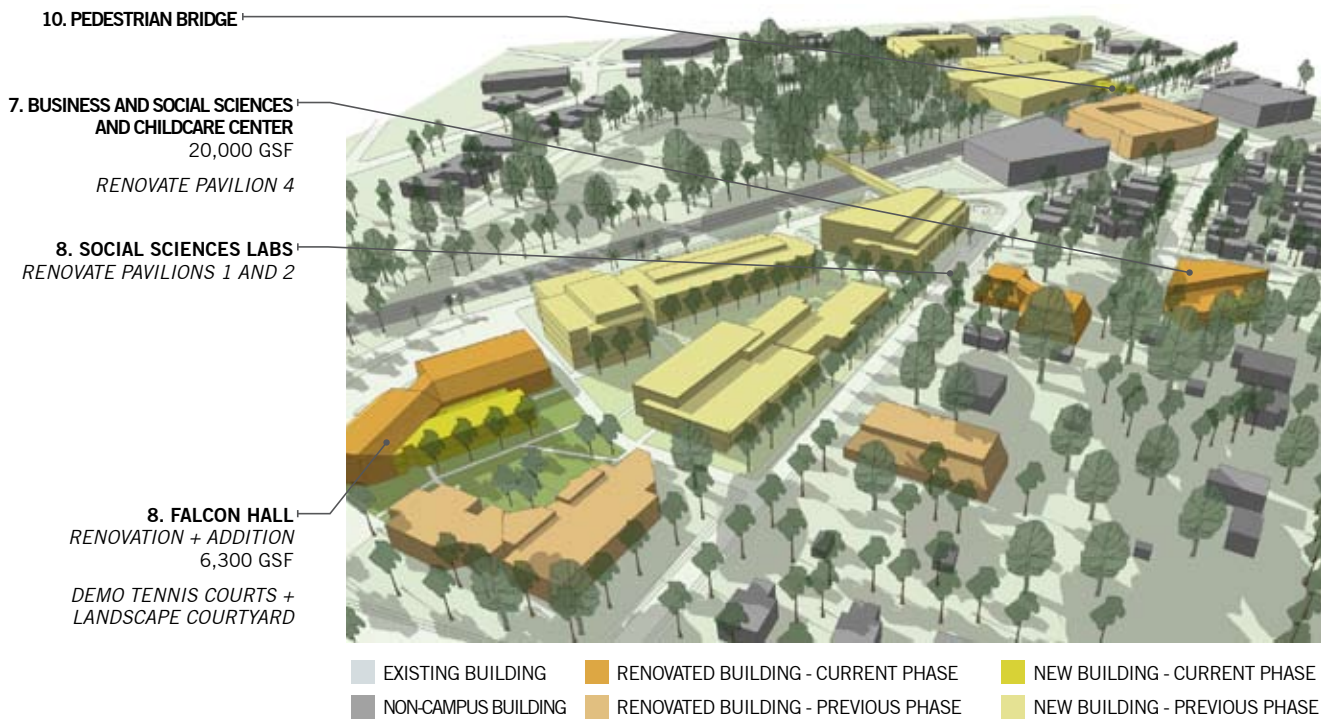 10. PEDESTRIAN BRIDGE
7. BUSINESS AND SOCIAL SCIENCES
AND CHILDCARE CENTER
20,000 GSF
RENOVATE PAVILION 4
8. SOCIAL SCIENCES LABS
RENOVATE PAVILIONS 1 AND 2
8. FALCON HALL
RENOVATION + ADDITION
6,300 GSF
DEMO TENNIS COURTS +
LANDSCAPE COURTYARD
EXISTING BUILDING
RENOVATED BUILDING - CURRENT PHASE
NEW BUILDING - CURRENT PHASE
NON-CAMPUS BUILDING
RENOVATED BUILDING - PREVIOUS PHASE
NEW BUILDING - PREVIOUS PHASE